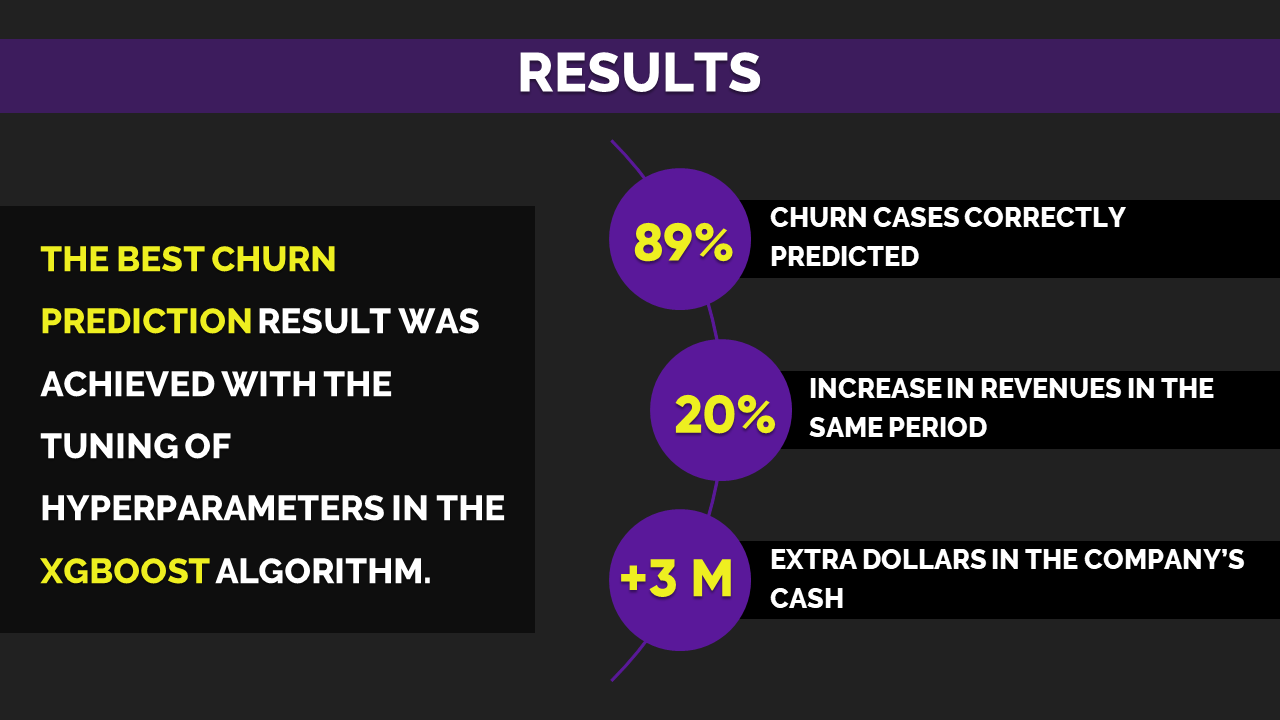 RESULTS
THE BEST CHURN
PREDICTION RESULT WAS
ACHIEVED WITH THE
TUNING OF
HYPERPARAMETERS IN THE
XGBOOST ALGORITHM.
89%
CHURN CASES CORRECTLY
PREDICTED
20%
INCREASE IN REVENUES IN THE
SAME PERIOD
+3 M
EXTRA DOLLARS IN THE COMPANY’S
CASH